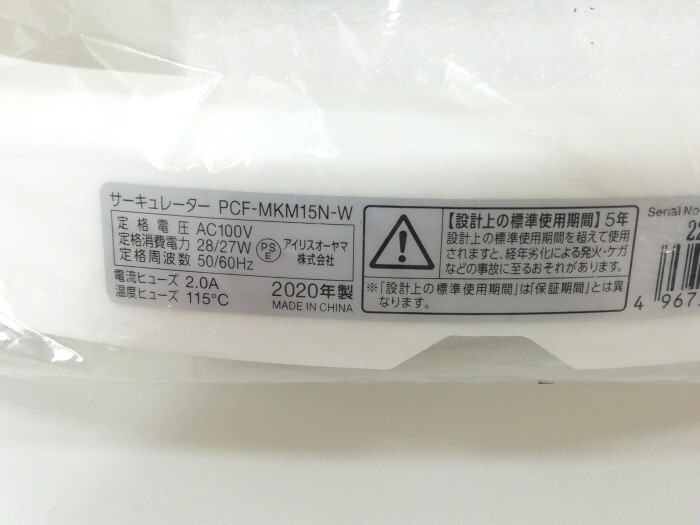 サーキュレーター PCF-MKM15N-W
定格電圧 AC100V
定格消費電力 28/27W
定格周波数 50/60Hz
PS
E
アイリスオーヤマ
株式会社
電流ヒューズ 2.0A
温度ヒューズ 115℃
2020年製
MADE IN CHINA
【設計上の標準使用期間】5年
設計上の標準使用期間を超えて使用
されますと、経年劣化による発火・ケガ
などの事故に至るおそれがあります。
※「設計上の標準使用期間」は「保証期間」とは異
なります。
Serial No
22
4 967